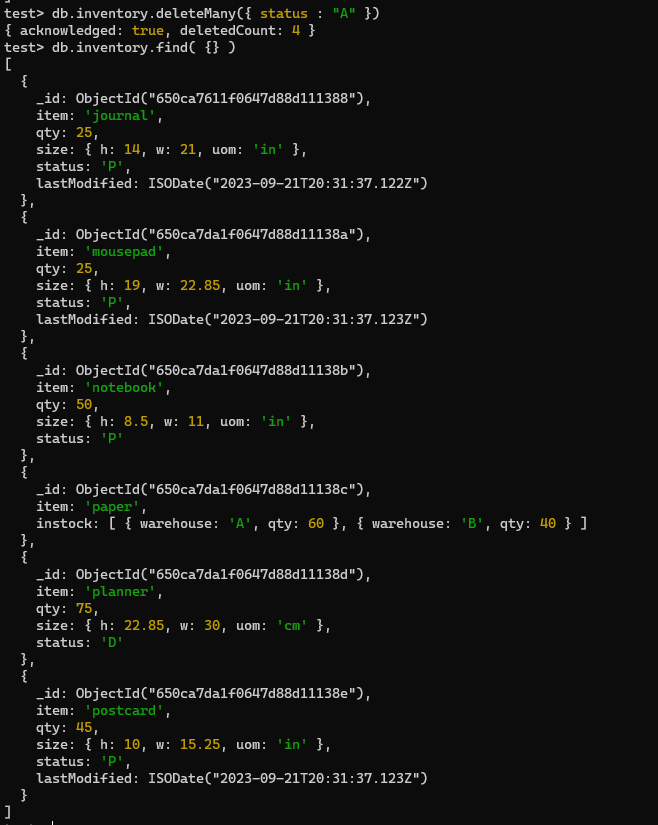 test> db.inventory.deleteMany({ status : "A" })
{ acknowledged: true, deletedCount: 4 }
test> db.inventory.find( {} )
[
  {
    _id: ObjectId("650ca7611f0647d88d111388"),
    item: 'journal',
    qty: 25,
    size: { h: 14, w: 21, uom: 'in' },
    status: 'P',
    lastModified: ISODate("2023-09-21T20:31:37.122Z")
  },
  {
    _id: ObjectId("650ca7da1f0647d88d11138a"),
    item: 'mousepad',
    qty: 25,
    size: { h: 19, w: 22.85, uom: 'in' },
    status: 'P',
    lastModified: ISODate("2023-09-21T20:31:37.123Z")
  },
  {
    _id: ObjectId("650ca7da1f0647d88d11138b"),
    item: 'notebook',
    qty: 50,
    size: { h: 8.5, w: 11, uom: 'in' },
    status: 'P'
  },
  {
    _id: ObjectId("650ca7da1f0647d88d11138c"),
    item: 'paper',
    instock: [ { warehouse: 'A', qty: 60 }, { warehouse: 'B', qty: 40 } ]
  },
  {
    _id: ObjectId("650ca7da1f0647d88d11138d"),
    item: 'planner',
    qty: 75,
    size: { h: 22.85, w: 30, uom: 'cm' },
    status: 'D'
  },
  {
    _id: ObjectId("650ca7da1f0647d88d11138e"),
    item: 'postcard',
    qty: 45,
    size: { h: 10, w: 15.25, uom: 'in' },
    status: 'P',
    lastModified: ISODate("2023-09-21T20:31:37.123Z")
  }
]